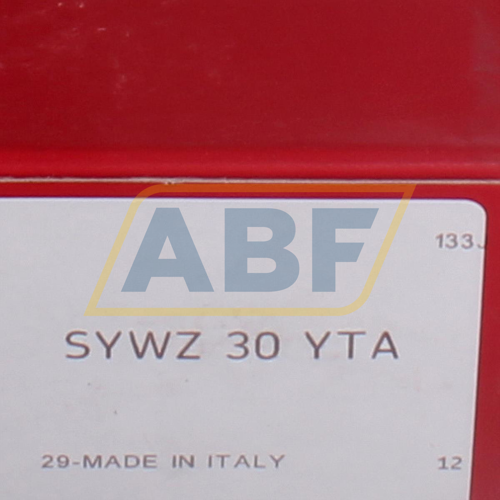 ABF
133J
SYWZ 30 YTA
29-MADE IN ITALY
12